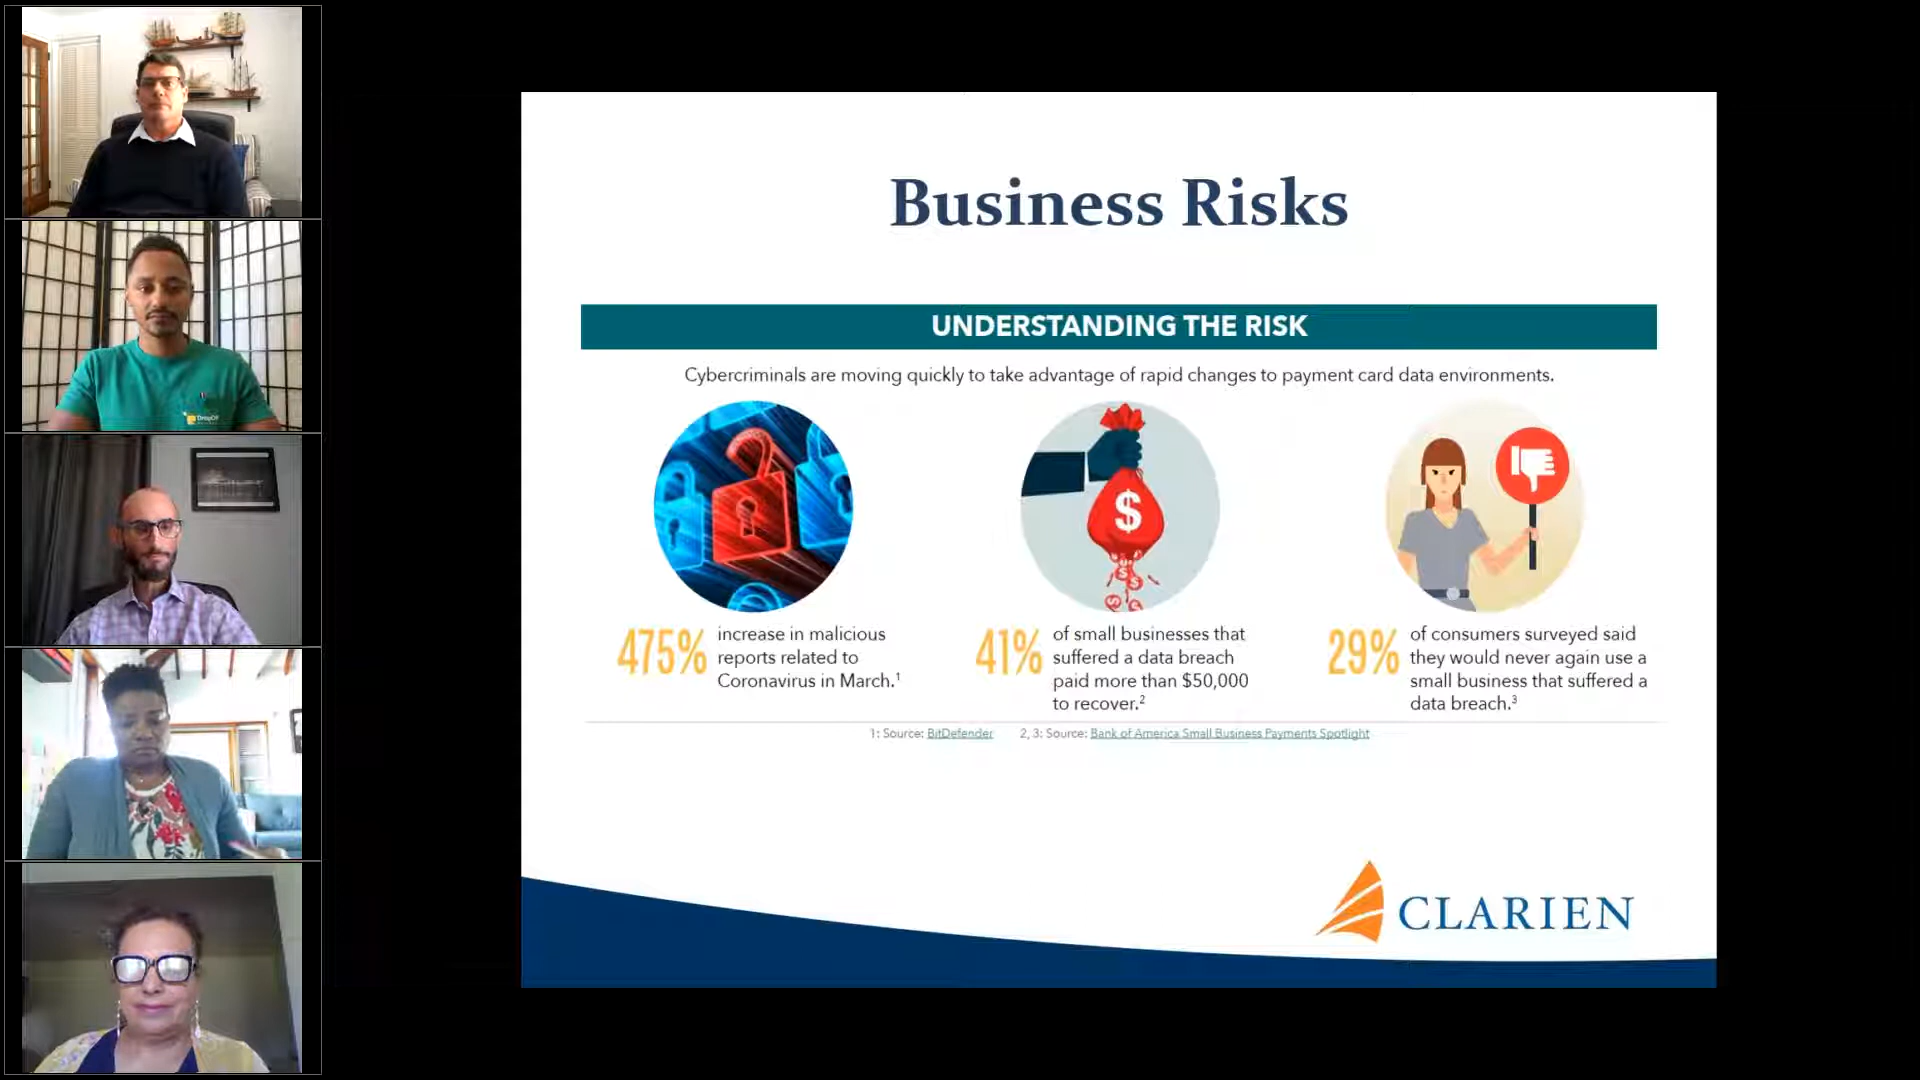 Business Risks
UNDERSTANDING THE RISK
Cybercriminals are moving quickly to take advantage of rapid changes to payment card data environments.
$
475% increase in malicious
reports related to
Coronavirus in March.¹
41% of small businesses that
suffered a data breach
paid more than $50,000
to recover.²
29% of consumers surveyed said
they would never again use a
small business that suffered a
data breach.³
1: Source: BitDefender 2, 3: Source: Bank of America Small Business Payments Spotlight
CLARIEN